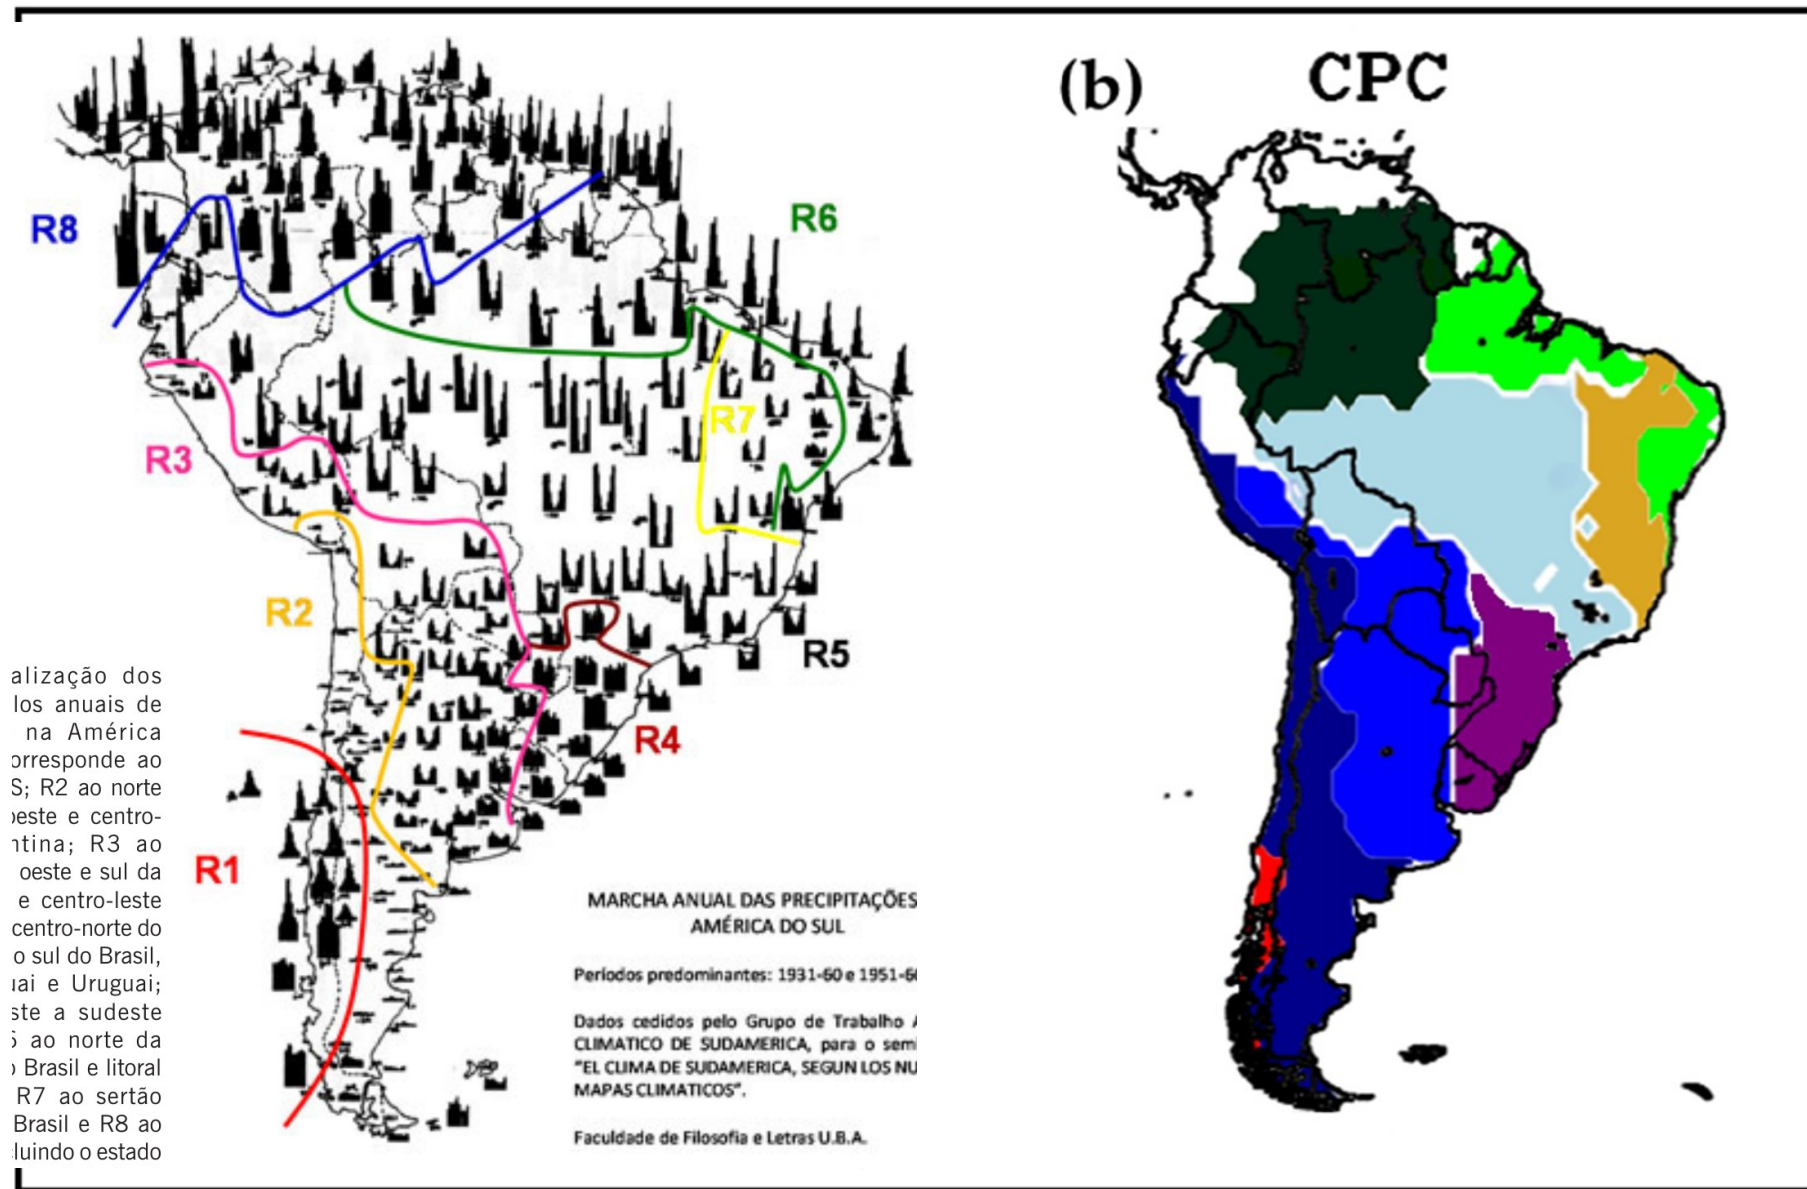 (b) CPC
R8
R6
R7
R3
R2
R5
R4
R1
alização dos
los anuais de
na América
orresponde ao
S; R2 ao norte
oeste e centro-
ntina; R3 ao
oeste e sul da
e centro-leste
centro-norte do
o sul do Brasil,
uai e Uruguai;
ste a sudeste
ao norte da
Brasil e litoral
R7 ao sertão
Brasil e R8 ao
cluindo o estado
MARCHA ANUAL DAS PRECIPITAÇÕES
AMÉRICA DO SUL
Períodos predominantes: 1931-60 e 1951-60
Dados cedidos pelo Grupo de Trabalho
CLIMATICO DE SUDAMERICA, para o sem
"EL CLIMA DE SUDAMERICA, SEGUN LOS NU
MAPAS CLIMATICOS".
Faculdade de Filosofia e Letras U.B.A.